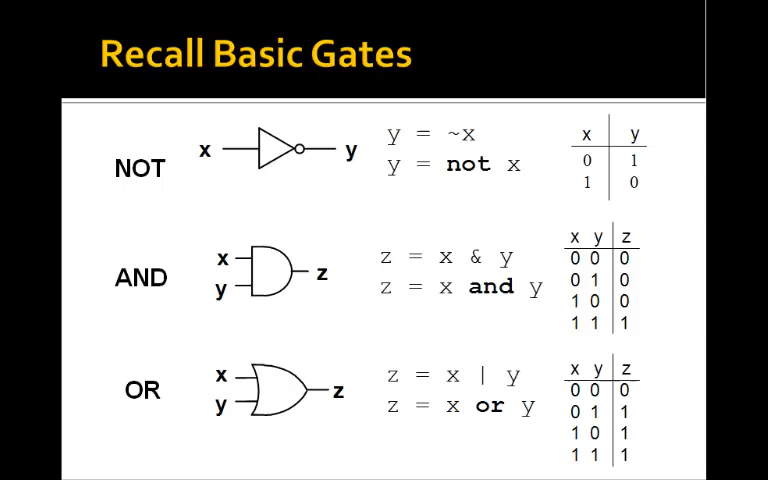 Recall Basic Gates
NOT
x
y
y = ~x
y = not x
x y
0 1
1 0
AND
x
y
z
z = x & y
z = x and y
x y z
0 0 0
0 1 0
1 0 0
1 1 1
OR
x
y
z
z = x | y
z = x or y
x y z
0 0 0
0 1 1
1 0 1
1 1 1